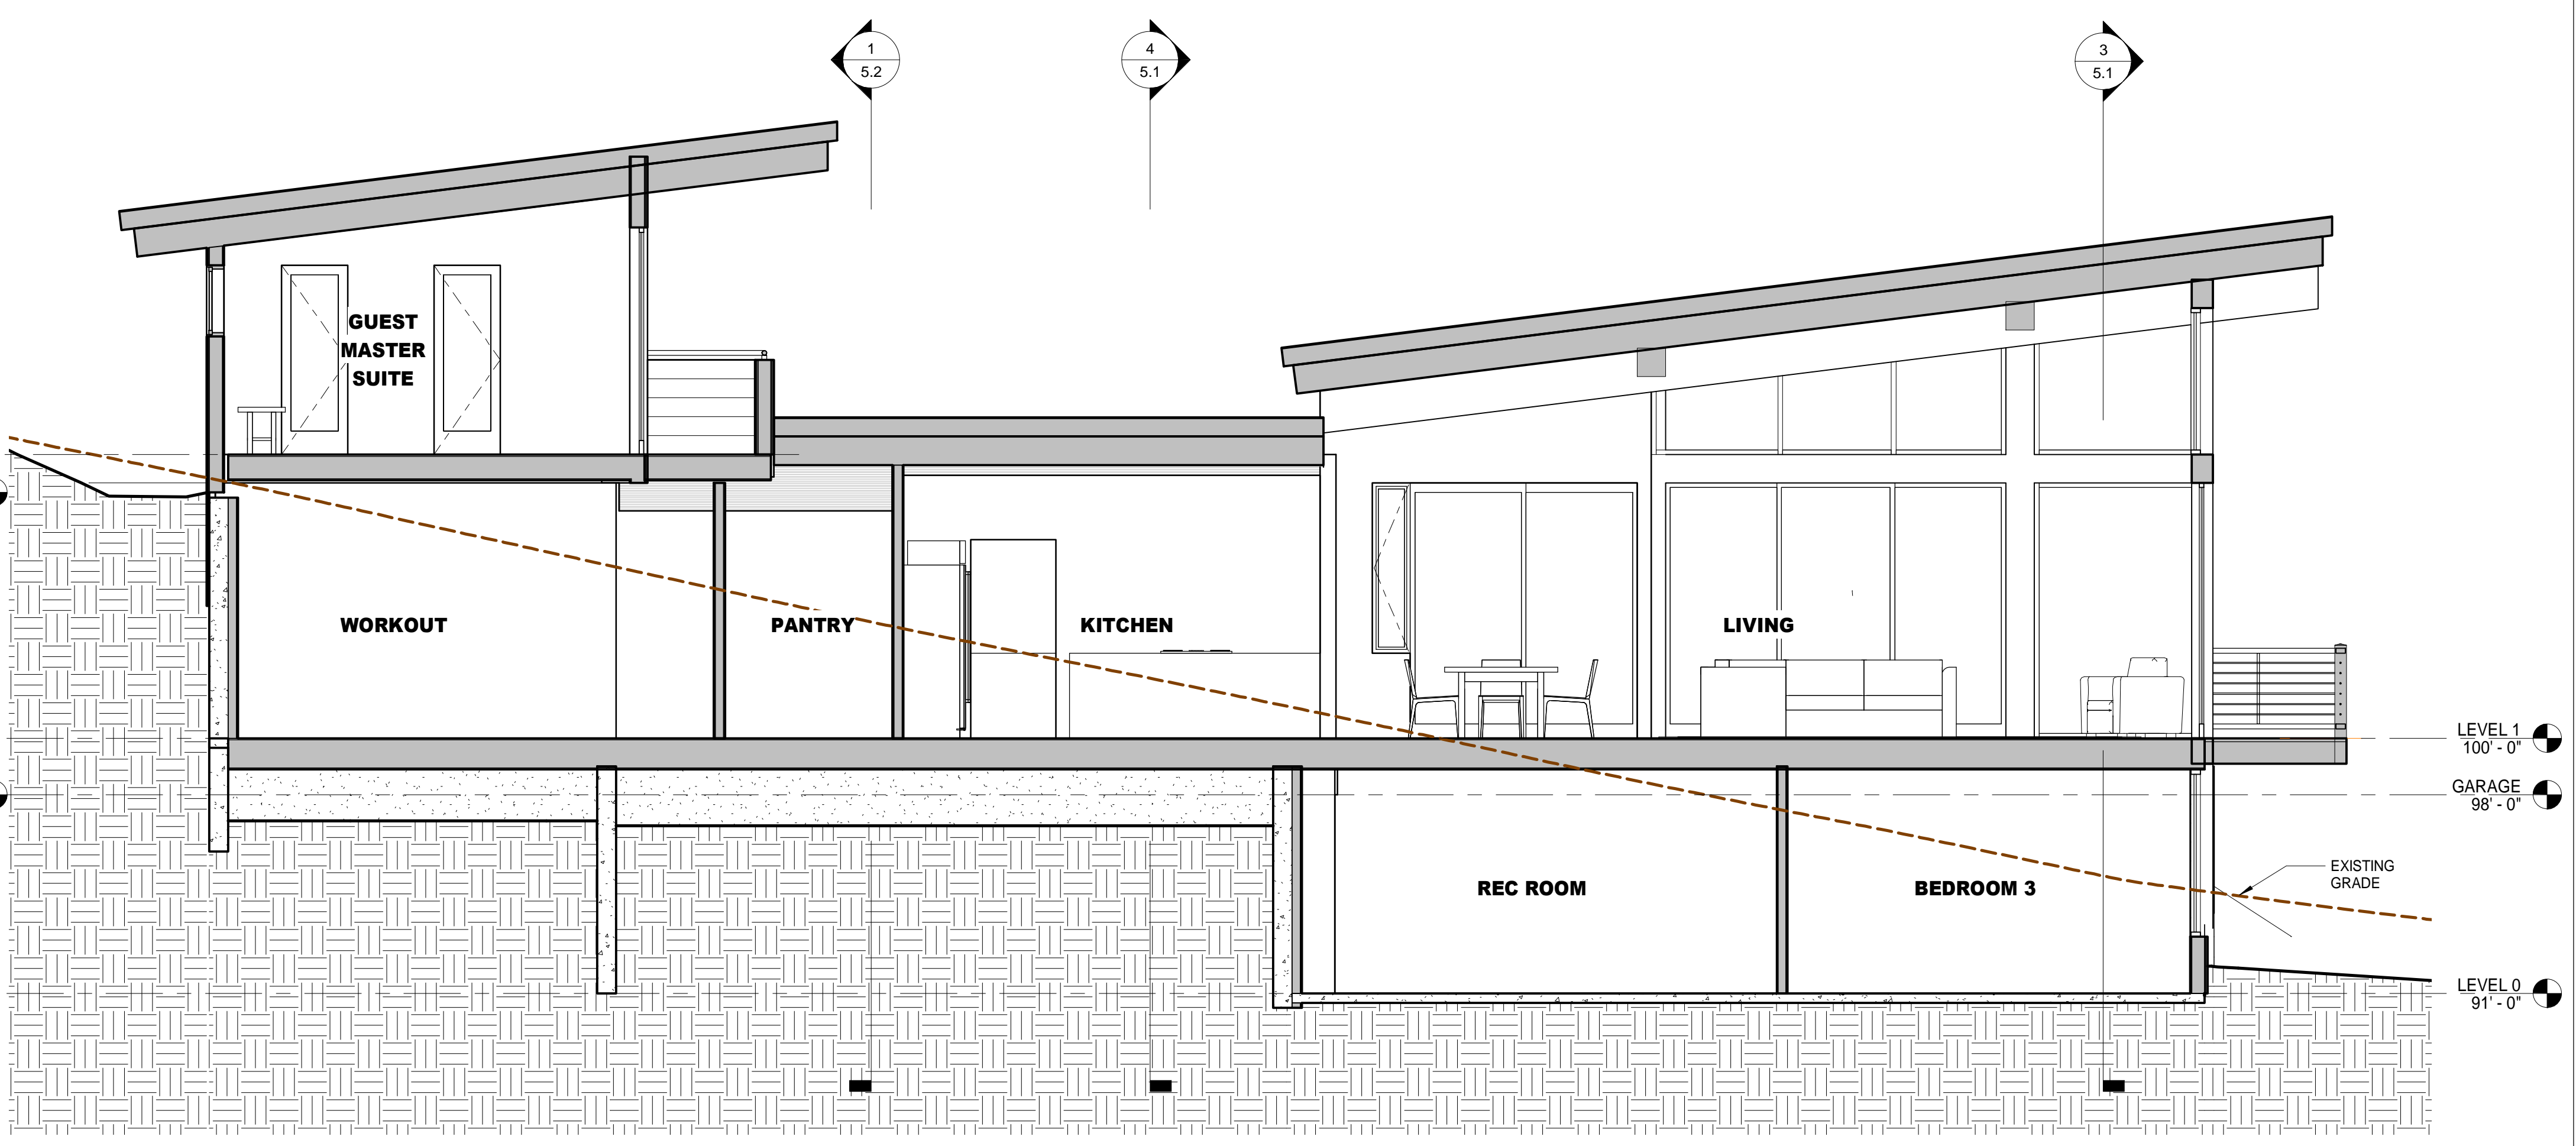 1
5.2
4
5.1
3
5.1
GUEST
MASTER
SUITE
WORKOUT
PANTRY
KITCHEN
LIVING
LEVEL 1
100' - 0"
GARAGE
98' - 0"
EXISTING
GRADE
REC ROOM
BEDROOM 3
LEVEL 0
91' - 0"